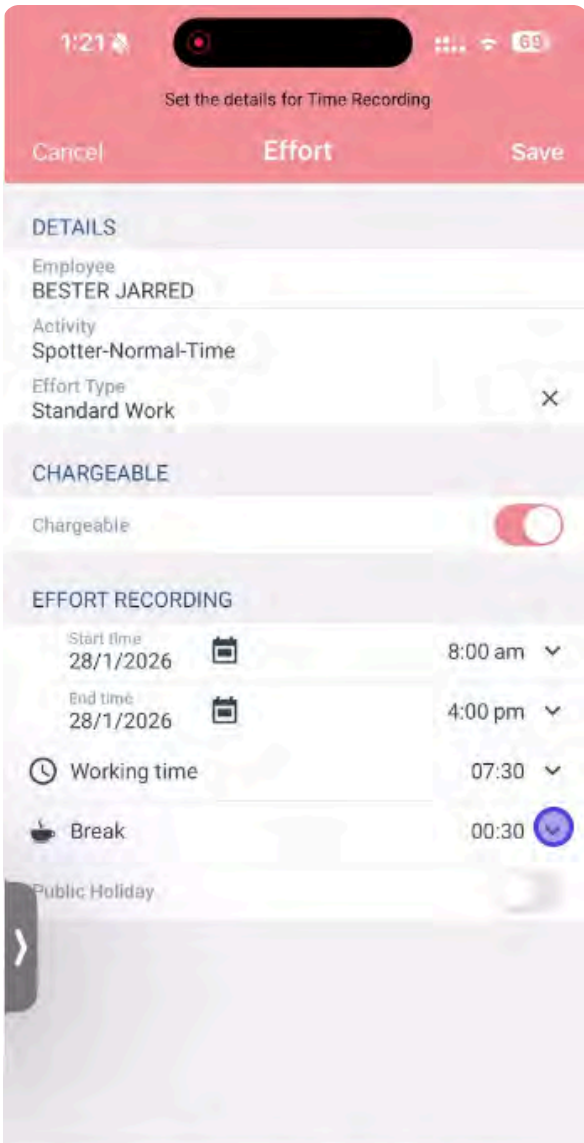 1:21
69
Set the details for Time Recording
Cancel Effort Save
DETAILS
Employee
BESTER JARRED
Activity
Spotter-Normal-Time
Effort Type
Standard Work
CHARGEABLE
Chargeable
EFFORT RECORDING
Start time
28/1/2026 8:00 am
End time
28/1/2026 4:00 pm
Working time 07:30
Break 00:30
Public Holiday